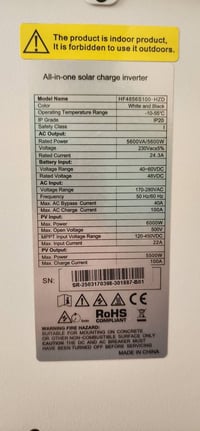 The product is indoor product,
It is forbidden to use it outdoors.
All-in-one solar charge inverter
Model Name HF4856S100-HZD
Color White and Black
Operating Temperature Range -10-55°C
IP Grade IP20
Safety Class I
AC Output:
Rated Power 5600VA/5600W
Voltage 230Vac±5%
Rated Current 24.3A
Battery Input:
Voltage Range 40~60VDC
Rated Voltage 48VDC
AC Input:
Voltage Range 170-280VAC
Frequency 50 Hz/60 Hz
Max. AC Bypass Current 40A
Max. AC Charge Current 100A
PV Input:
Max. Power 6000W
Max. Open Voltage 500V
MPPT Input Voltage Range 120-450VDC
Max. Input Current 22A
PV Output:
Max. Power 5500W
Max. Charge Current 100A
SN:
CE RoHS
COMPLIANT
WARNING FIRE HAZARD:
SUITABLE FOR MOUNTING ON CONCRETE
OR OTHER NON-COMBUSTIBLE SURFACE ONLY
CAUTION THE DC AND AC BREAKER MUST
HAVE BEEN TURNED OFF BEFORE SERVICING
MADE IN CHINA